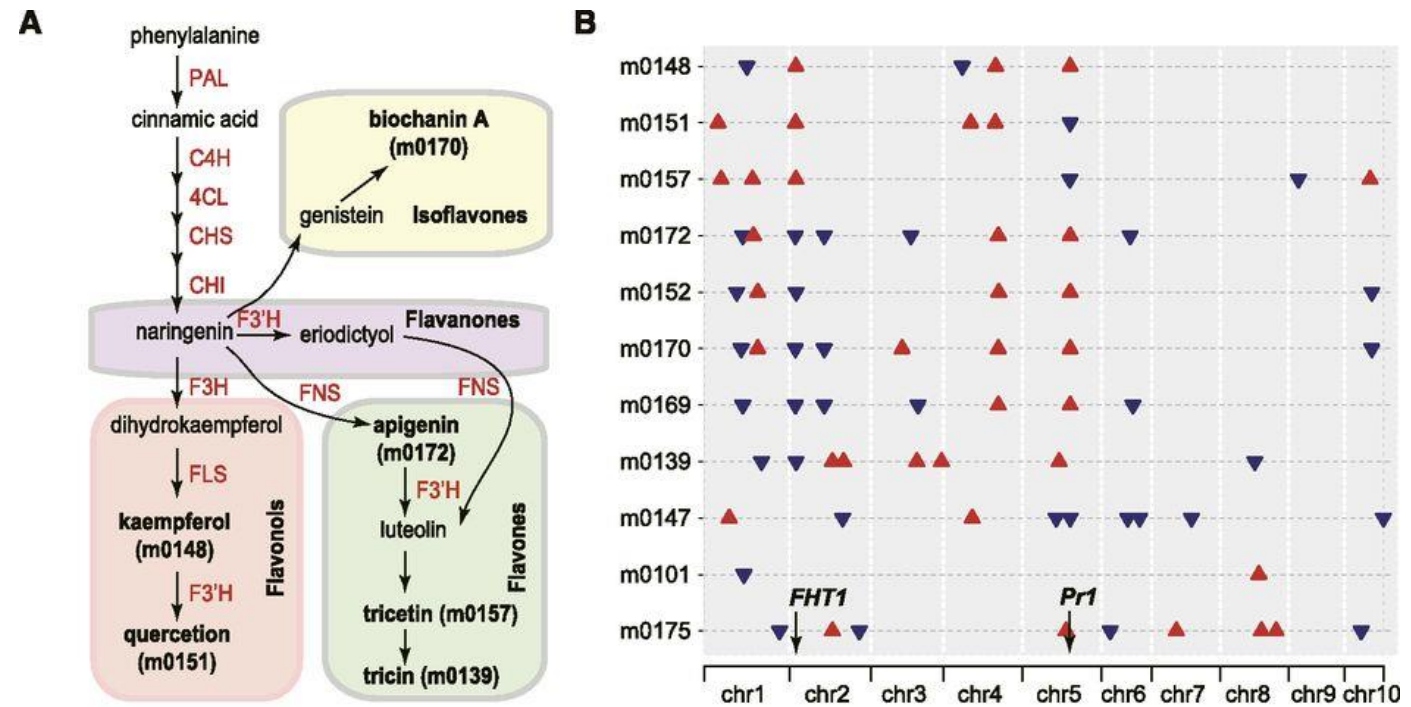 A
phenylalanine
PAL
cinnamic acid
C4H
4CL
CHS
CHI
biochanin A
(m0170)
genistein
Isoflavones
naringenin
F3'H
eriodictyol
Flavanones
F3H
FNS
FNS
dihydrokaempferol
FLS
kaempferol
(m0148)
F3'H
quercetion
(m0151)
Flavonols
apigenin
(m0172)
F3'H
luteolin
tricetin (m0157)
tricin (m0139)
Flavones
B
m0148
m0151
m0157
m0172
m0152
m0170
m0169
m0139
m0147
m0101
m0175
FHT1
Pr1
chr1 chr2 chr3 chr4 chr5 chr6 chr7 chr8 chr9 chr10